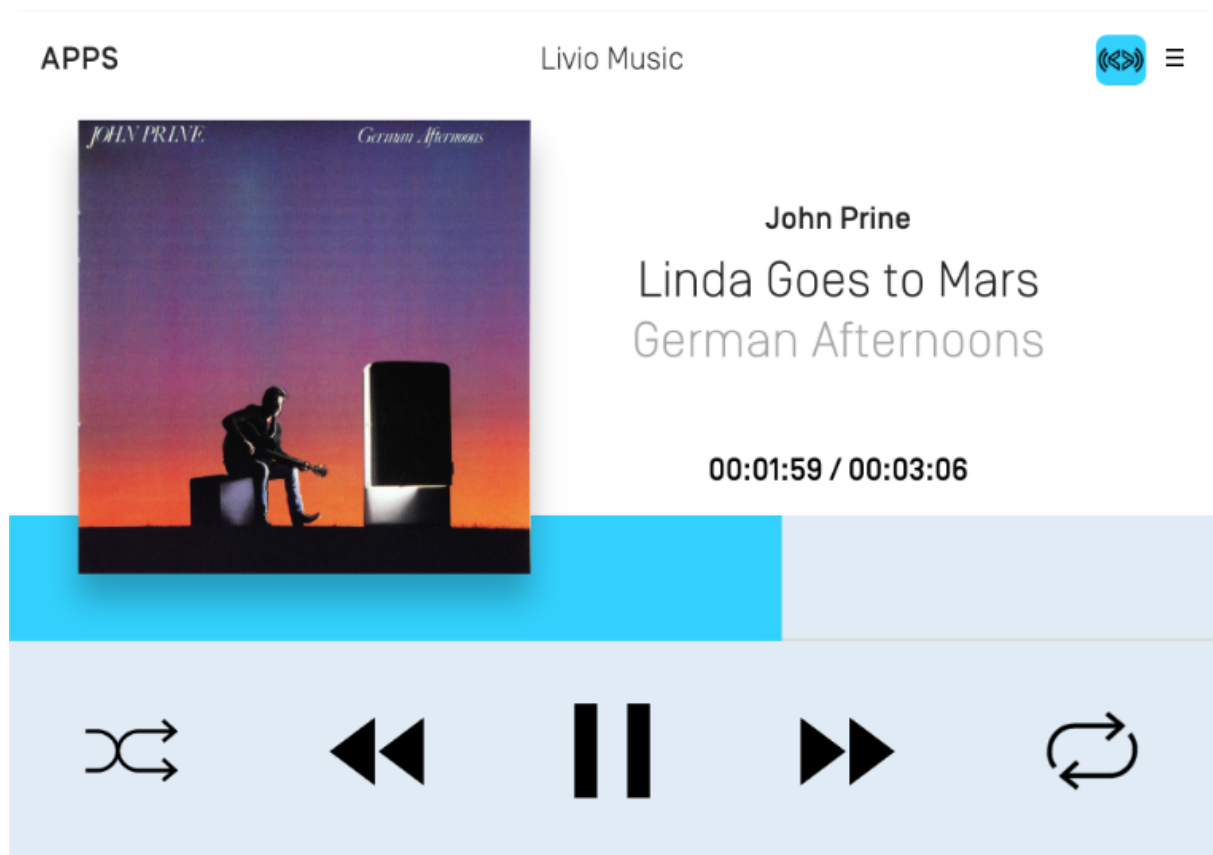 APPS
Livio Music
JOHN PRINE
German Afternoons
John Prine
Linda Goes to Mars
German Afternoons
00:01:59 / 00:03:06